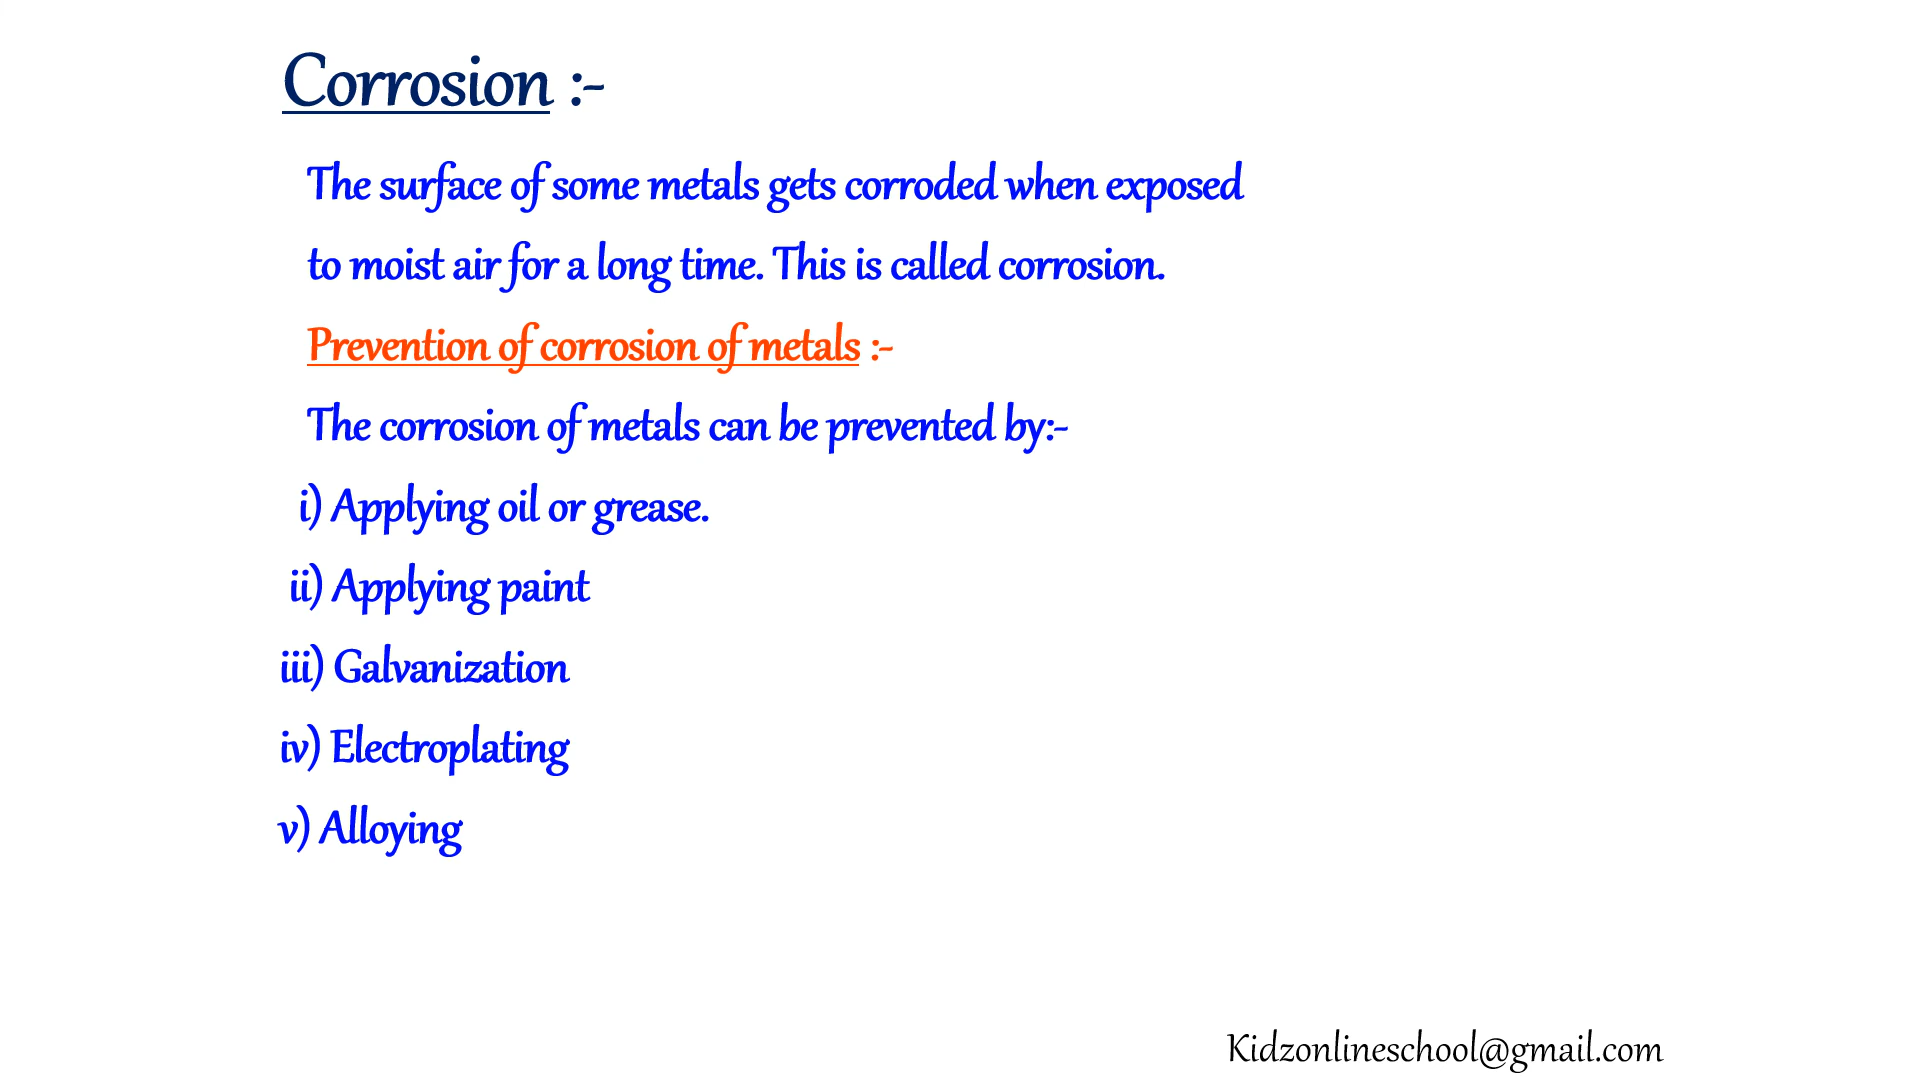 Corrosion :-
The surface of some metals gets corroded when exposed
to moist air for a long time. This is called corrosion.
Prevention of corrosion of metals :-
The corrosion of metals can be prevented by:-
i) Applying oil or grease.
ii) Applying paint
iii) Galvanization
iv) Electroplating
v) Alloying
Kidzonlineschool@gmail.com